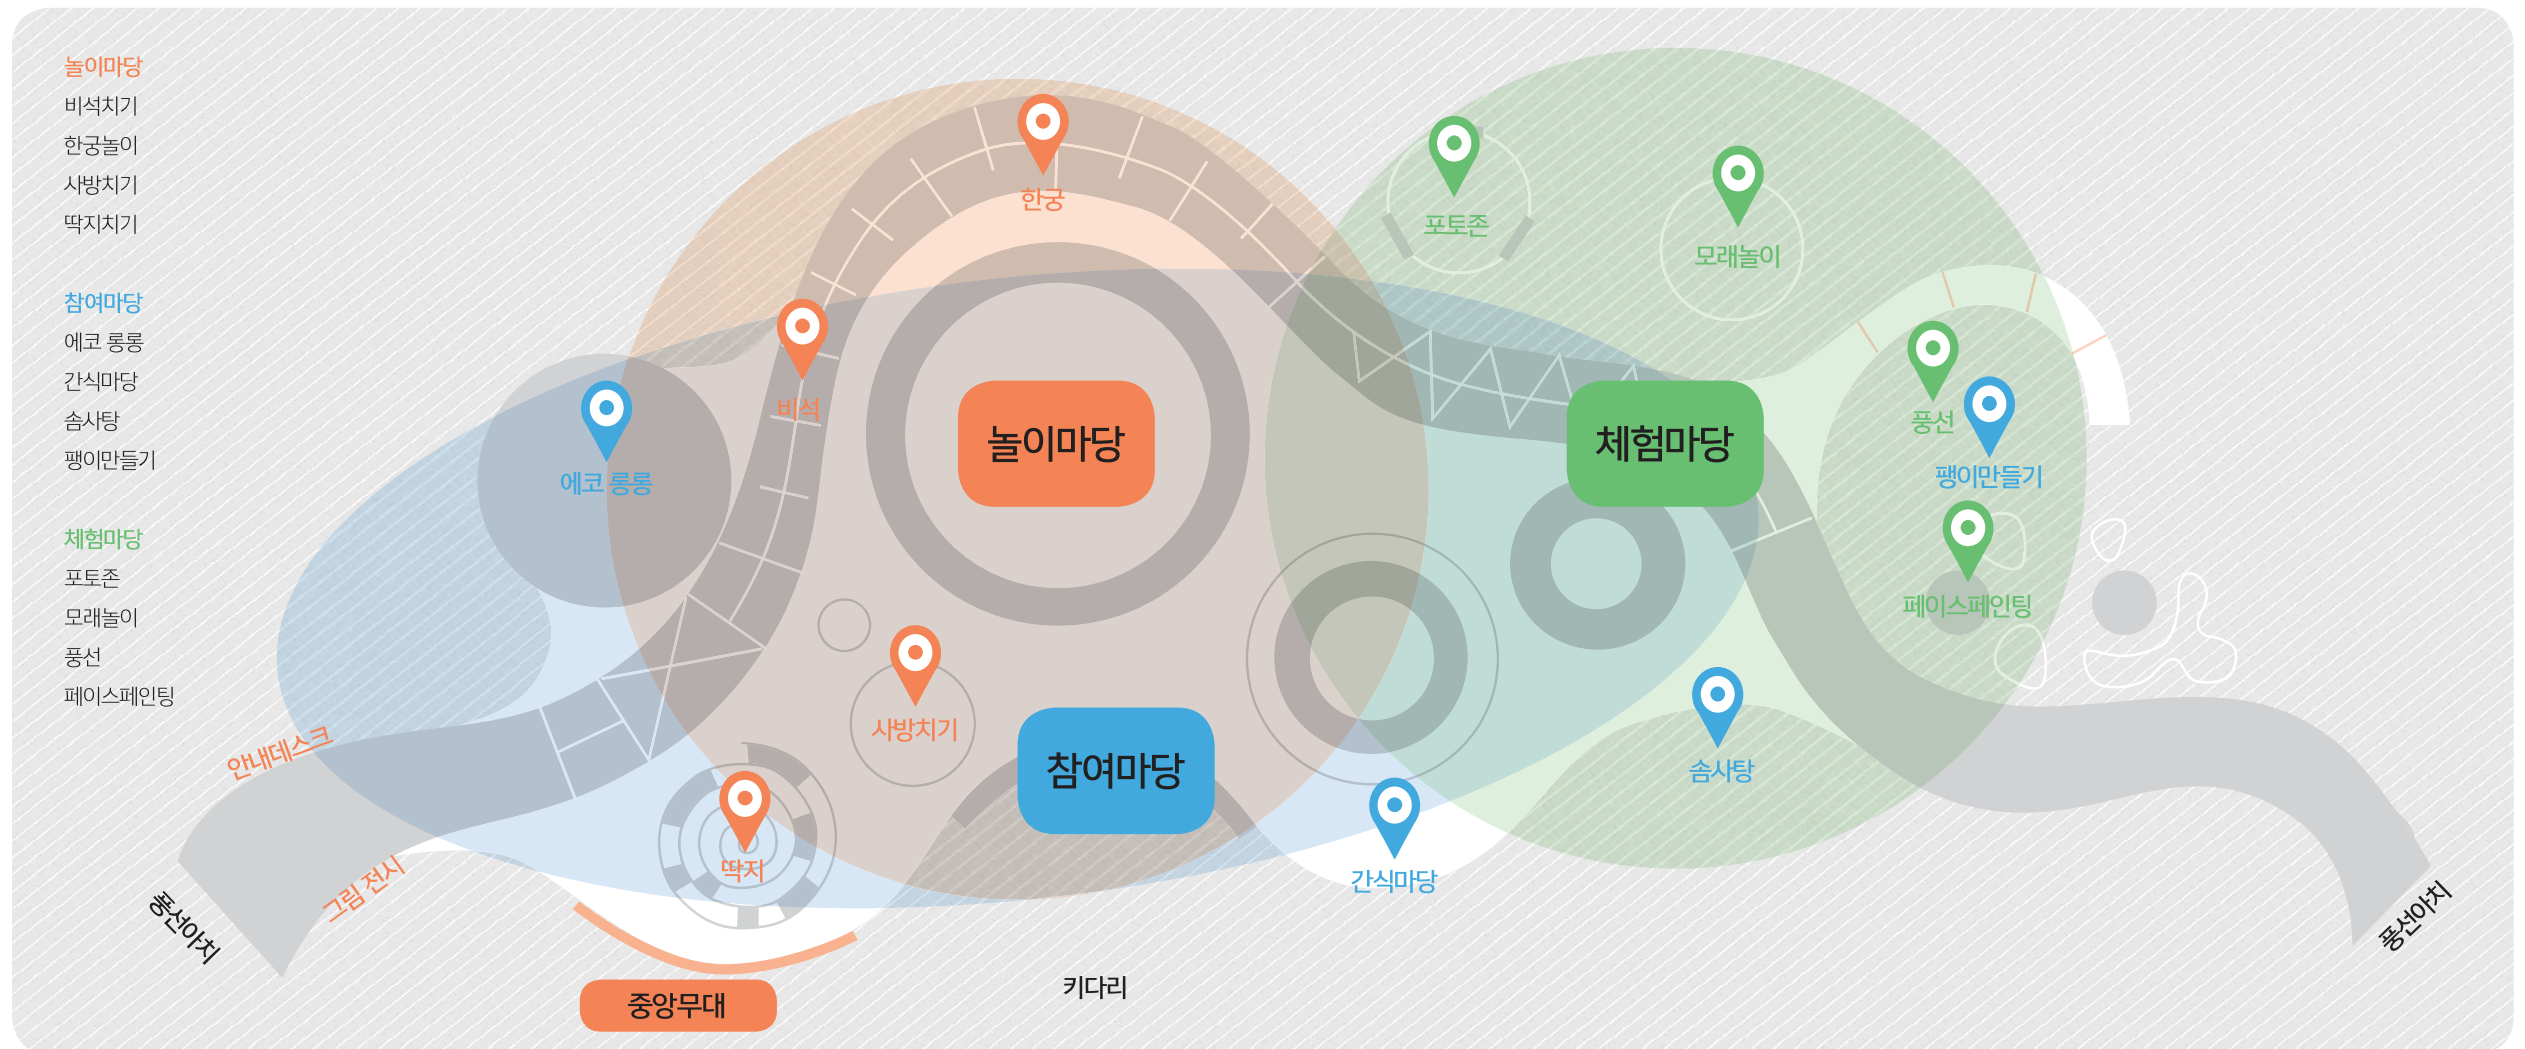 놀이마당
비석치기
한궁놀이
사방치기
딱지치기
참여마당
에코 롱롱
간식마당
솜사탕
팽이만들기
체험마당
포토존
모래놀이
풍선
페이스페인팅
한궁
포토존
모래놀이
비석
놀이마당
체험마당
풍선
에코 롱롱
팽이만들기
페이스페인팅
사방치기
안내데스크
참여마당
솜사탕
딱지
간식마당
그림 전시
풍선아치
풍선아치
키다리
중앙무대